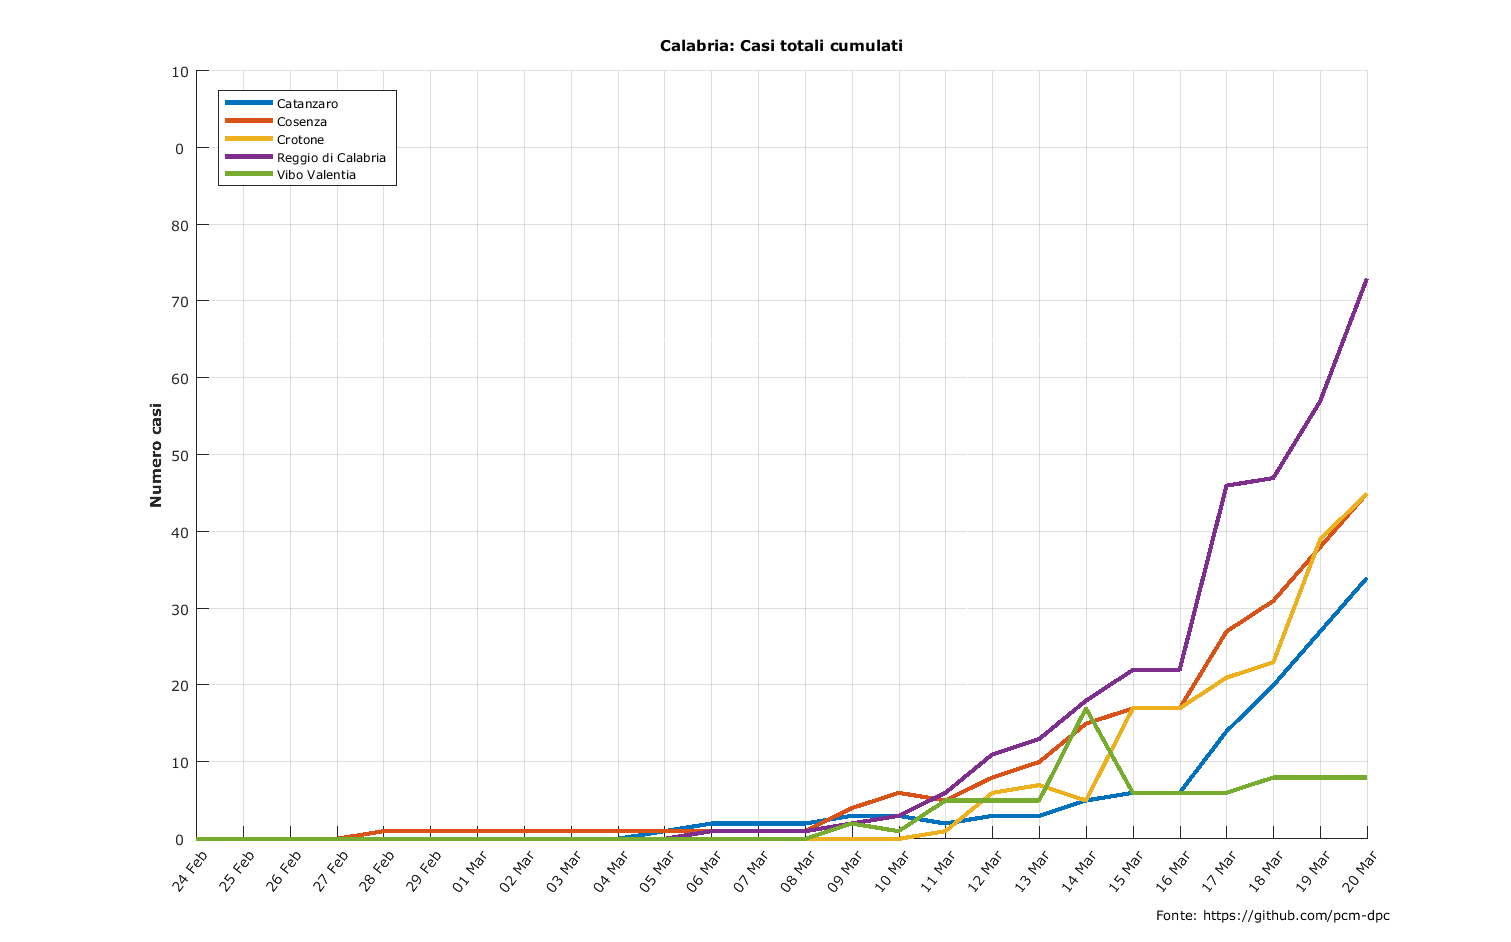 Calabria: Casi totali cumulati
10
0
80
70
60
50
40
30
20
10
0
Numero casi
Catanzaro
Cosenza
Crotone
Reggio di Calabria
Vibo Valentia
24 Feb
25 Feb
26 Feb
27 Feb
28 Feb
29 Feb
01 Mar
02 Mar
03 Mar
04 Mar
05 Mar
06 Mar
07 Mar
08 Mar
09 Mar
10 Mar
11 Mar
12 Mar
13 Mar
14 Mar
15 Mar
16 Mar
17 Mar
18 Mar
19 Mar
20 Mar
Fonte: https://github.com/pcm-dpc